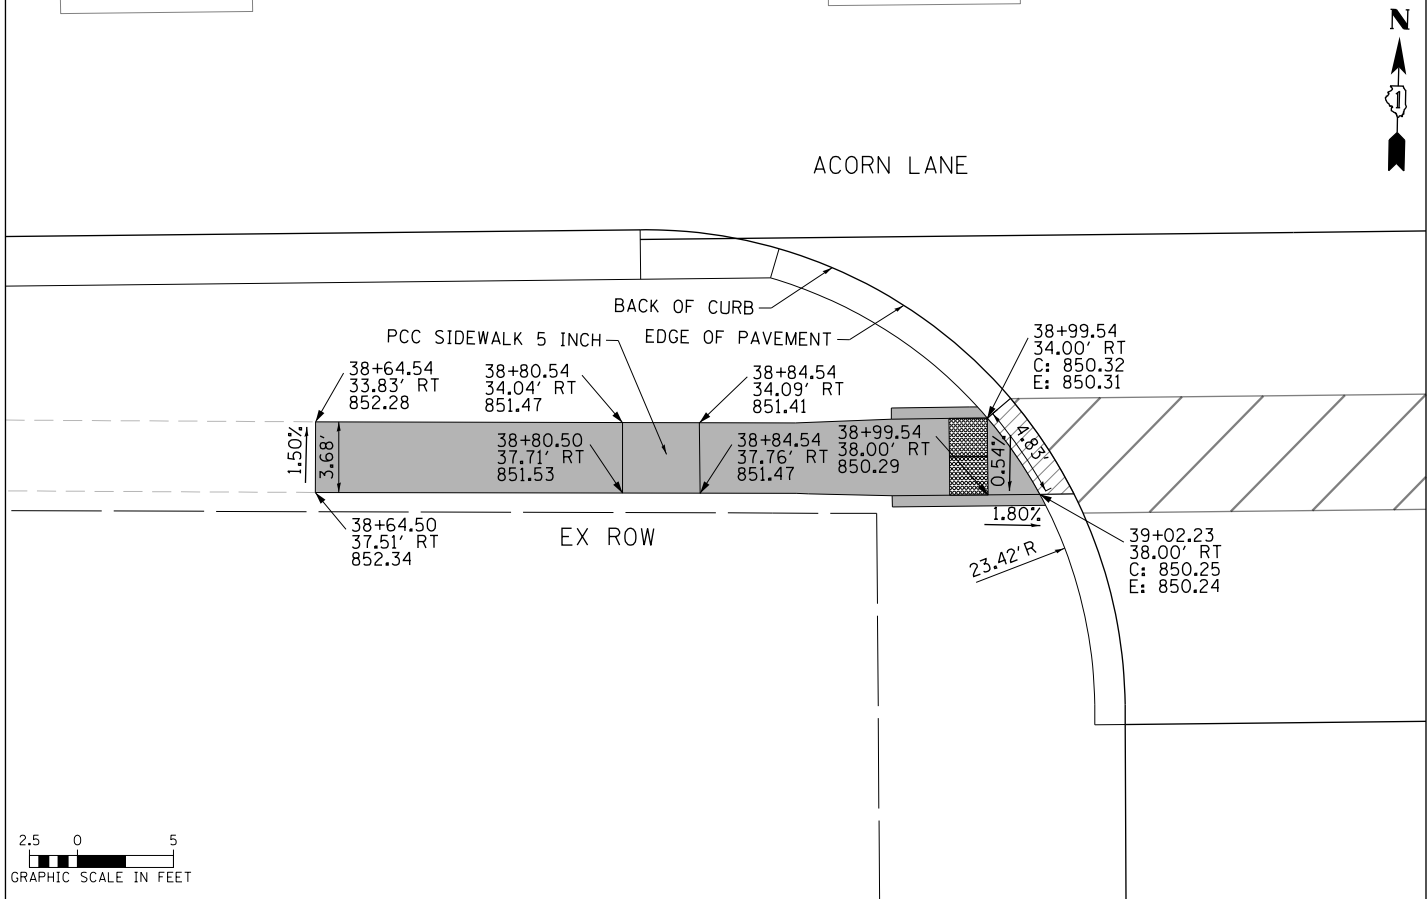 N
1
ACORN LANE
BACK OF CURB
PCC SIDEWALK 5 INCH
EDGE OF PAVEMENT
38+99.54
34.00' RT
C: 850.32
E: 850.31
38+64.54
33.83' RT
852.28
38+80.54
34.04' RT
851.47
38+84.54
34.09' RT
851.41
1.50%
3.68'
38+80.50
37.71' RT
851.53
38+84.54
37.76' RT
851.47
38+99.54
38.00' RT
850.29
0.54%
4.83'
1.80%
38+64.50
37.51' RT
852.34
EX ROW
23.42'R
39+02.23
38.00' RT
C: 850.25
E: 850.24
2.5 0 5
GRAPHIC SCALE IN FEET